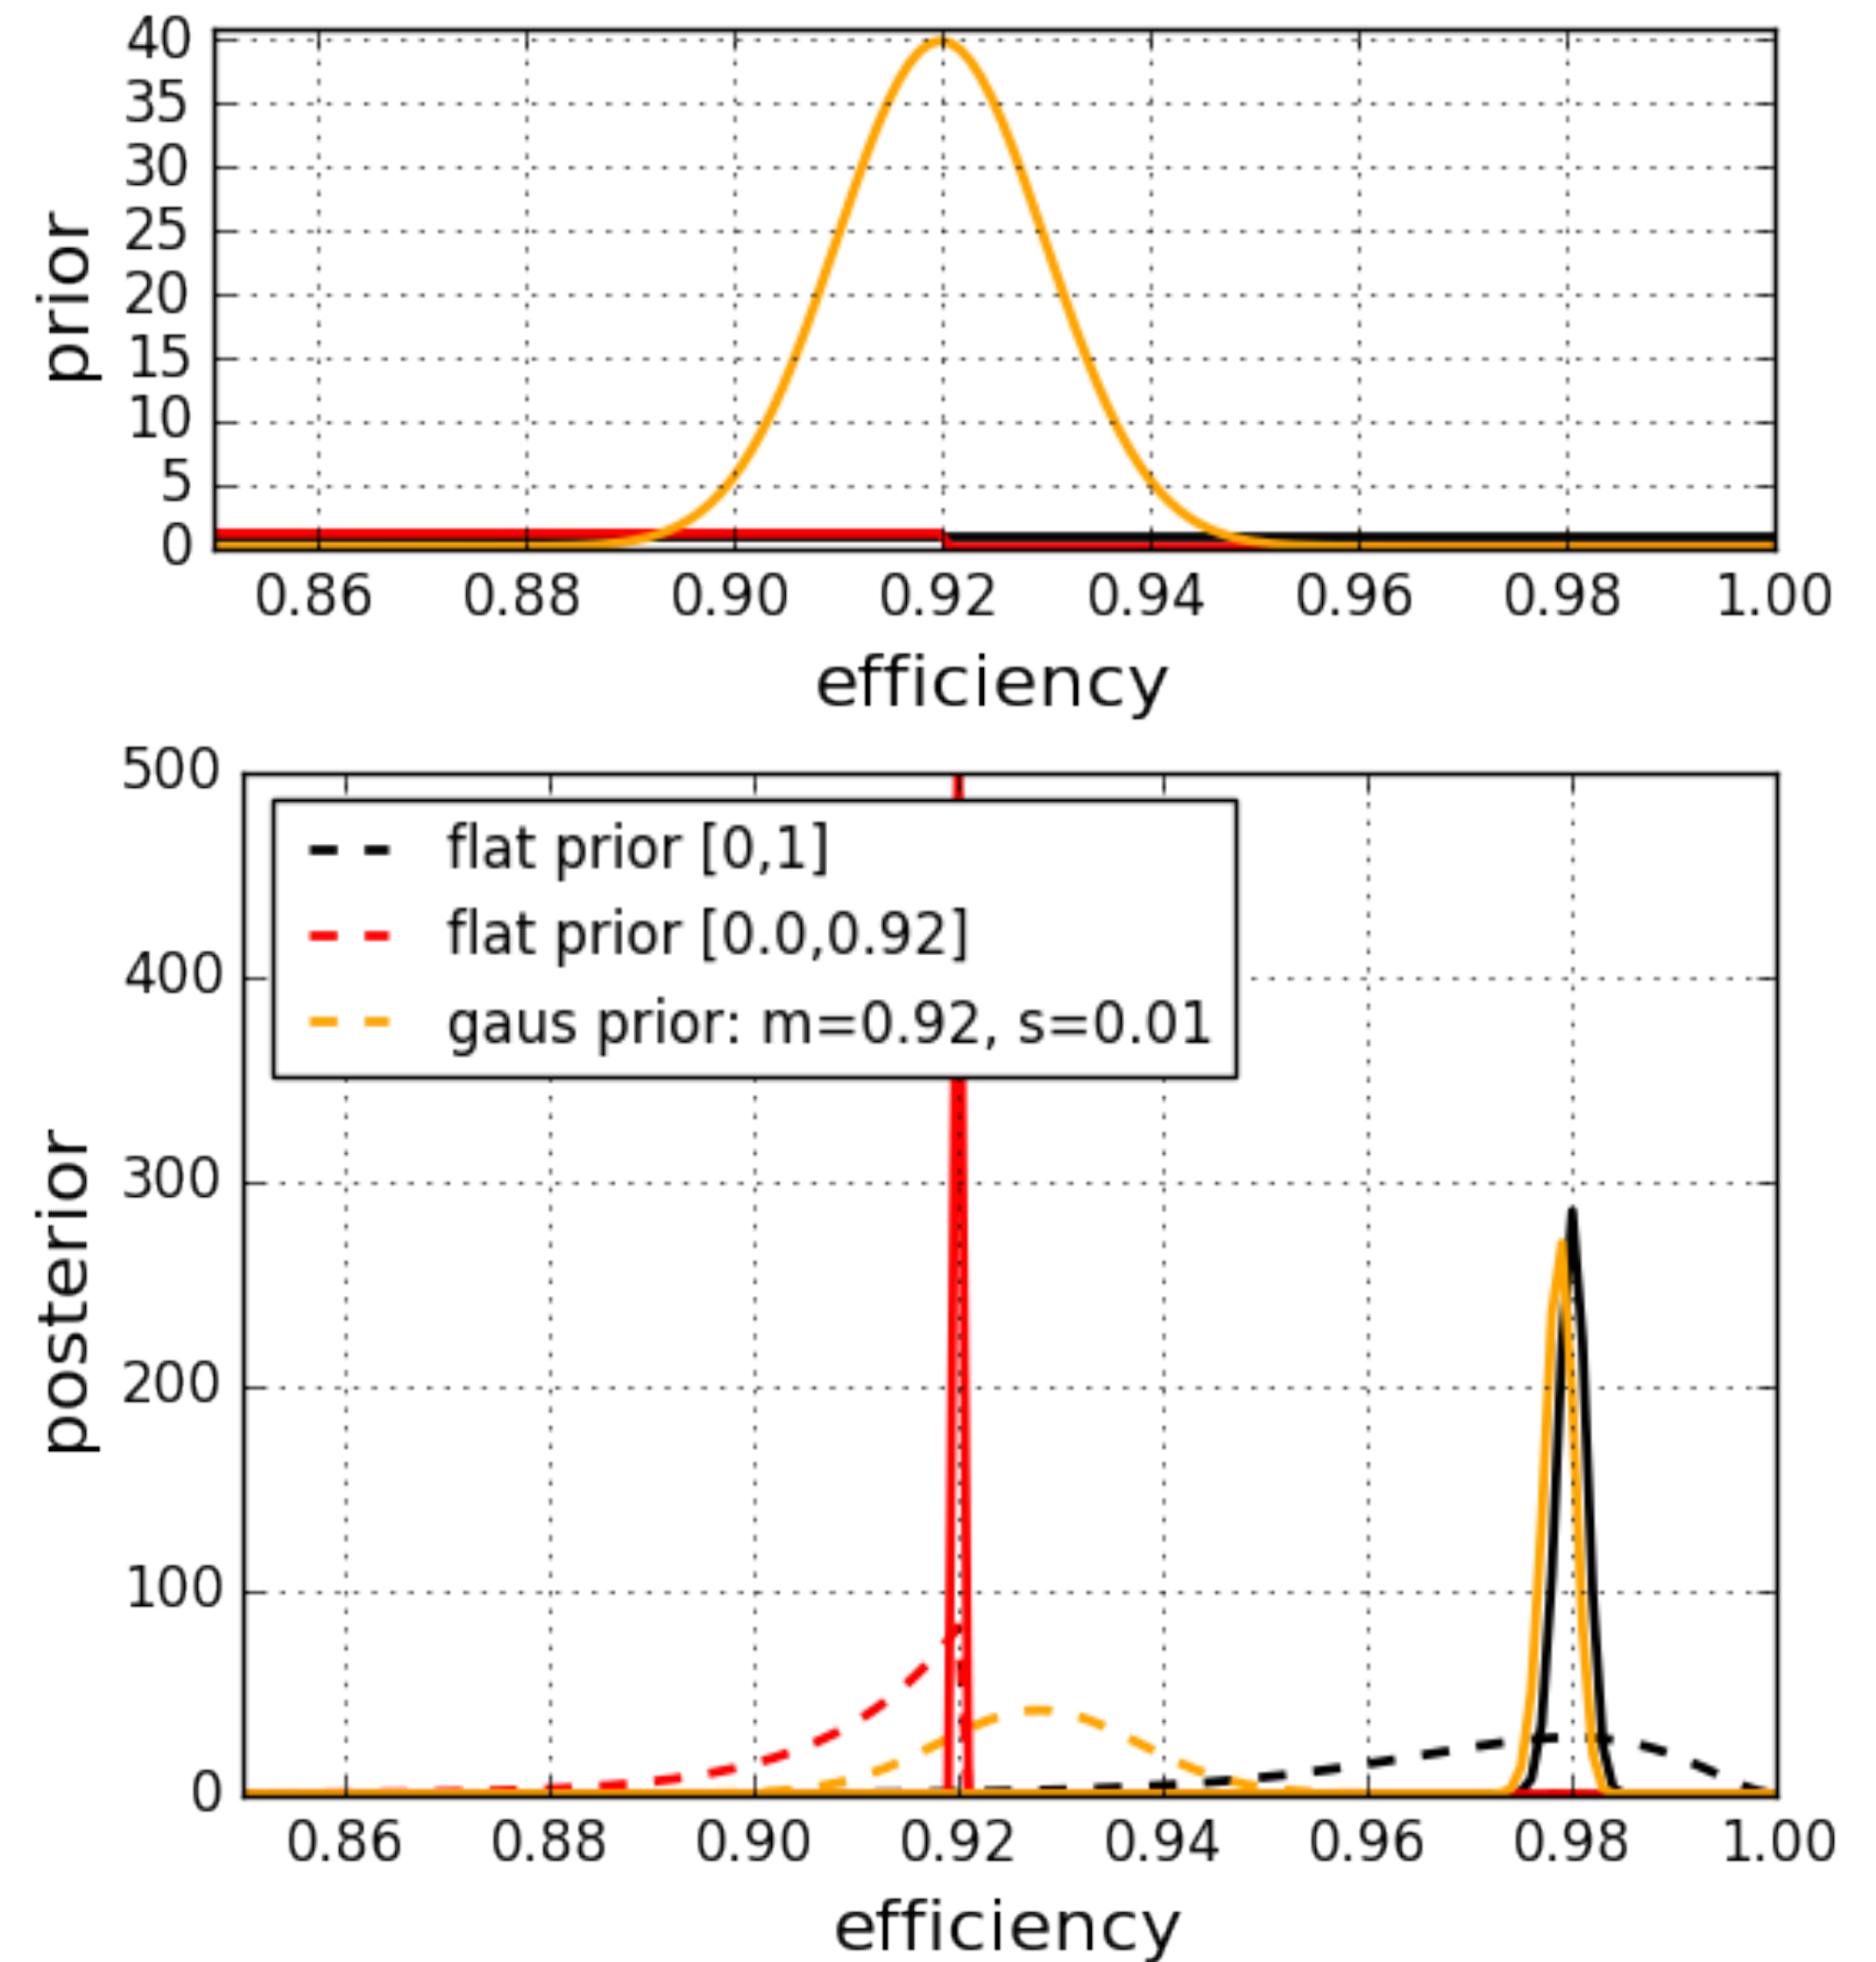 40
35
30
25
20
15
10
5
0
prior
0.86 0.88 0.90 0.92 0.94 0.96 0.98 1.00
efficiency
500
400
300
200
100
0
posterior
flat prior [0,1]
flat prior [0.0,0.92]
gaus prior: m=0.92, s=0.01
0.86 0.88 0.90 0.92 0.94 0.96 0.98 1.00
efficiency